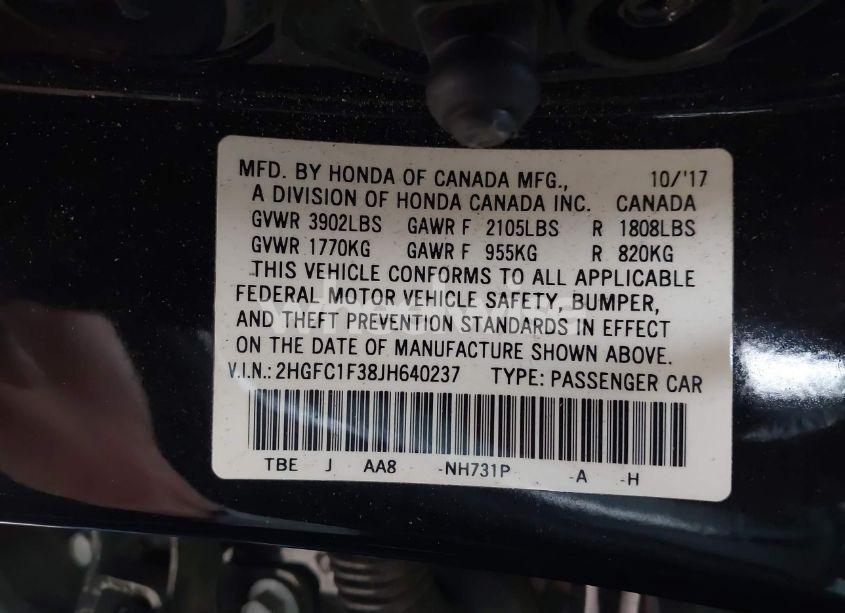 MFD. BY HONDA OF CANADA MFG., 10/'17
A DIVISION OF HONDA CANADA INC. CANADA
GVWR 3902LBS GAWR F 2105LBS R 1808LBS
GVWR 1770KG GAWR F 955KG R 820KG
THIS VEHICLE CONFORMS TO ALL APPLICABLE
FEDERAL MOTOR VEHICLE SAFETY, BUMPER,
AND THEFT PREVENTION STANDARDS IN EFFECT
ON THE DATE OF MANUFACTURE SHOWN ABOVE.
V.I.N.: 2HGFC1F38JH640237 TYPE: PASSENGER CAR
TBE J AA8 -NH731P -A -H